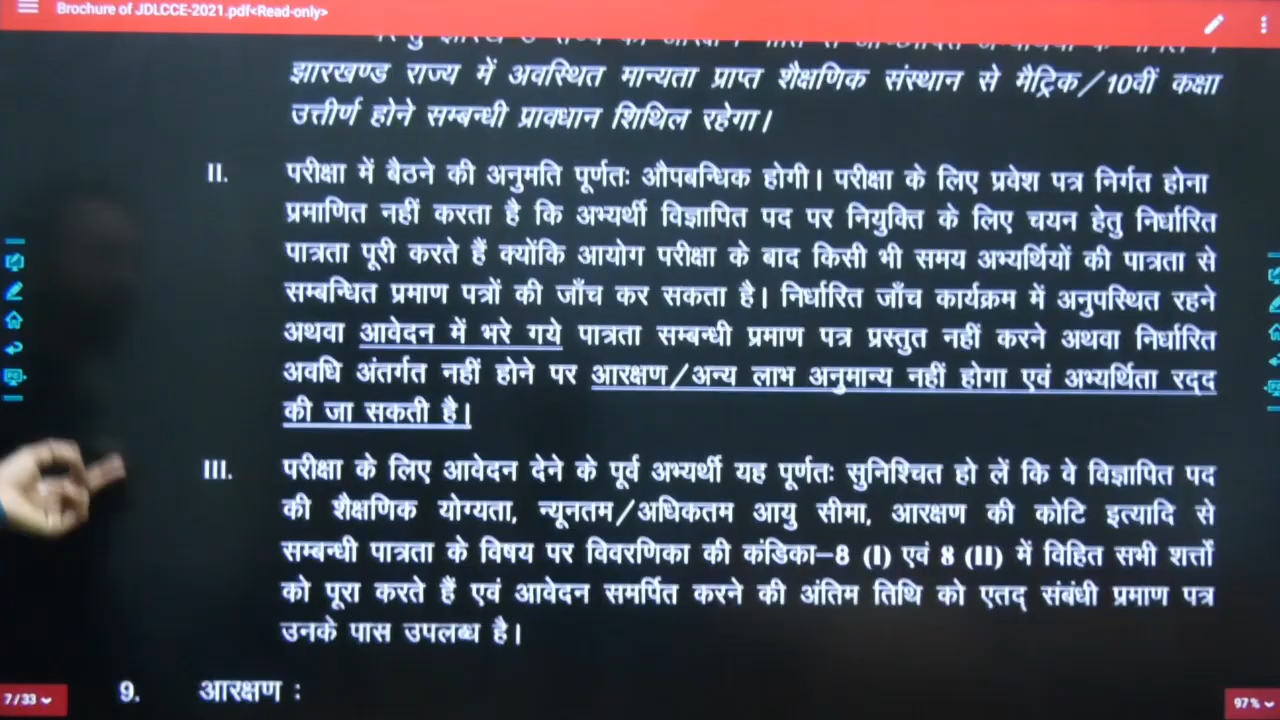 Brochure of JDLCCE-2021.pdf<Read-only>
झारखण्ड राज्य में अवस्थित मान्यता प्राप्त शैक्षणिक संस्थान से मैट्रिक/10वीं कक्षा
उत्तीर्ण होने सम्बन्धी प्रावधान शिथिल रहेगा।
II. परीक्षा में बैठने की अनुमति पूर्णतः औपबन्धिक होगी। परीक्षा के लिए प्रवेश पत्र निर्गत होना
प्रमाणित नहीं करता है कि अभ्यर्थी विज्ञापित पद पर नियुक्ति के लिए चयन हेतु निर्धारित
पात्रता पूरी करते हैं क्योंकि आयोग परीक्षा के बाद किसी भी समय अभ्यर्थियों की पात्रता से
सम्बन्धित प्रमाण पत्रों की जाँच कर सकता है। निर्धारित जाँच कार्यक्रम में अनुपस्थित रहने
अथवा आवेदन में भरे गये पात्रता सम्बन्धी प्रमाण पत्र प्रस्तुत नहीं करने अथवा निर्धारित
अवधि अंतर्गत नहीं होने पर आरक्षण/अन्य लाभ अनुमान्य नहीं होगा एवं अभ्यर्थिता रद्द
की जा सकती है।
III. परीक्षा के लिए आवेदन देने के पूर्व अभ्यर्थी यह पूर्णतः सुनिश्चित हो लें कि वे विज्ञापित पद
की शैक्षणिक योग्यता, न्यूनतम/अधिकतम आयु सीमा, आरक्षण की कोटि इत्यादि से
सम्बन्धी पात्रता के विषय पर विवरणिका की कंडिका–8 (I) एवं 8 (II) में विहित सभी शर्त्तों
को पूरा करते हैं एवं आवेदन समर्पित करने की अंतिम तिथि को एतद् संबंधी प्रमाण पत्र
उनके पास उपलब्ध है।
9. आरक्षण :
7/33
97%